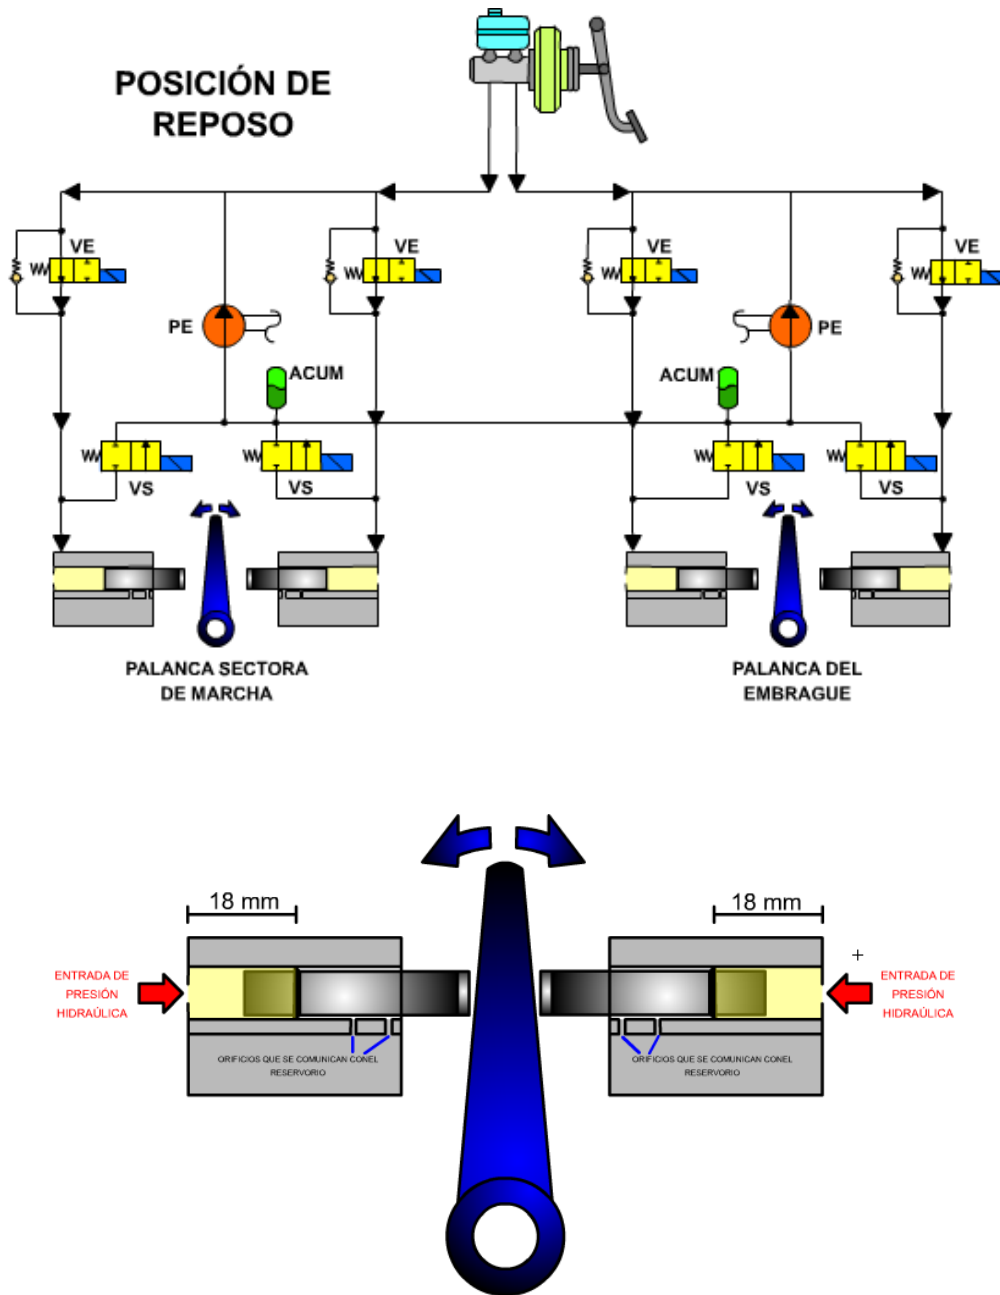 POSICIÓN DE
REPOSO
VE
VE
VE
VE
PE
ACUM
ACUM
PE
VS
VS
VS
VS
PALANCA SECTORA
DE MARCHA
PALANCA DEL
EMBRAGUE
18 mm
18 mm
ENTRADA DE
PRESIÓN
HIDRAÚLICA
+
ENTRADA DE
PRESIÓN
HIDRAÚLICA
ORIFICIOS QUE SE COMUNICAN CONEL
RESERVORIO
ORIFICIOS QUE SE COMUNICAN CONEL
RESERVORIO